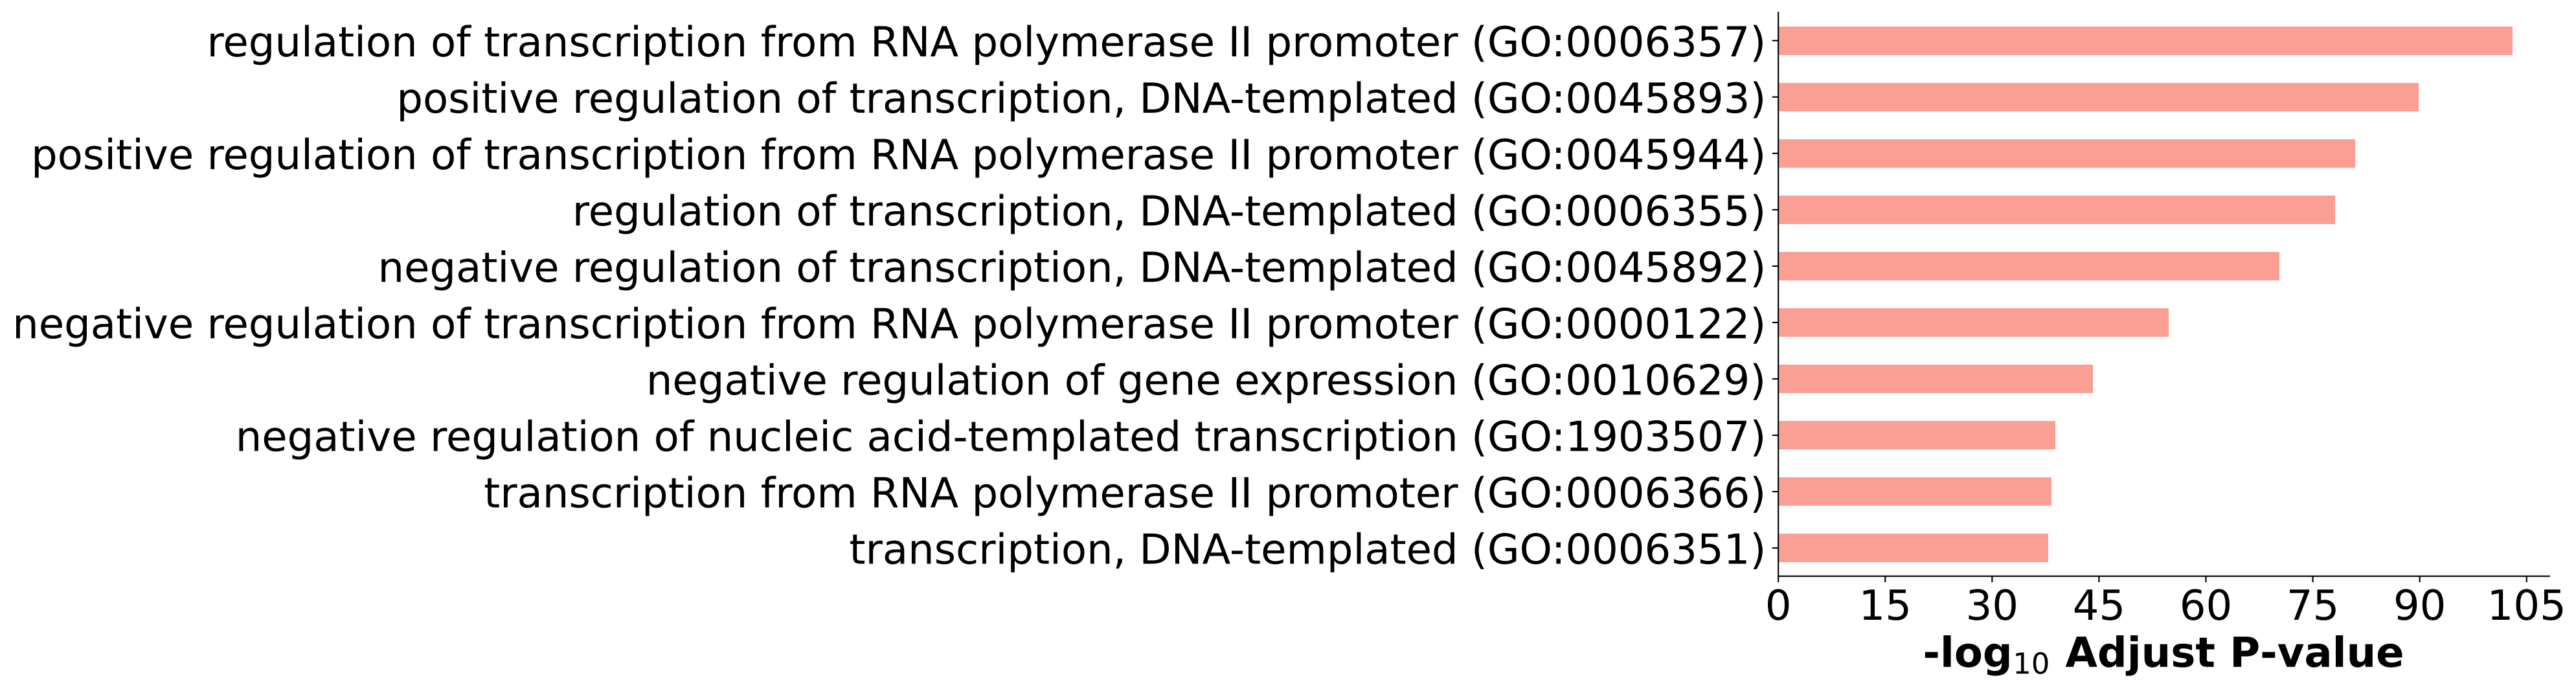 regulation of transcription from RNA polymerase II promoter (GO:0006357)
positive regulation of transcription, DNA-templated (GO:0045893)
positive regulation of transcription from RNA polymerase II promoter (GO:0045944)
regulation of transcription, DNA-templated (GO:0006355)
negative regulation of transcription, DNA-templated (GO:0045892)
negative regulation of transcription from RNA polymerase II promoter (GO:0000122)
negative regulation of gene expression (GO:0010629)
negative regulation of nucleic acid-templated transcription (GO:1903507)
transcription from RNA polymerase II promoter (GO:0006366)
transcription, DNA-templated (GO:0006351)
0 15 30 45 60 75 90 105
-log₁₀ Adjust P-value